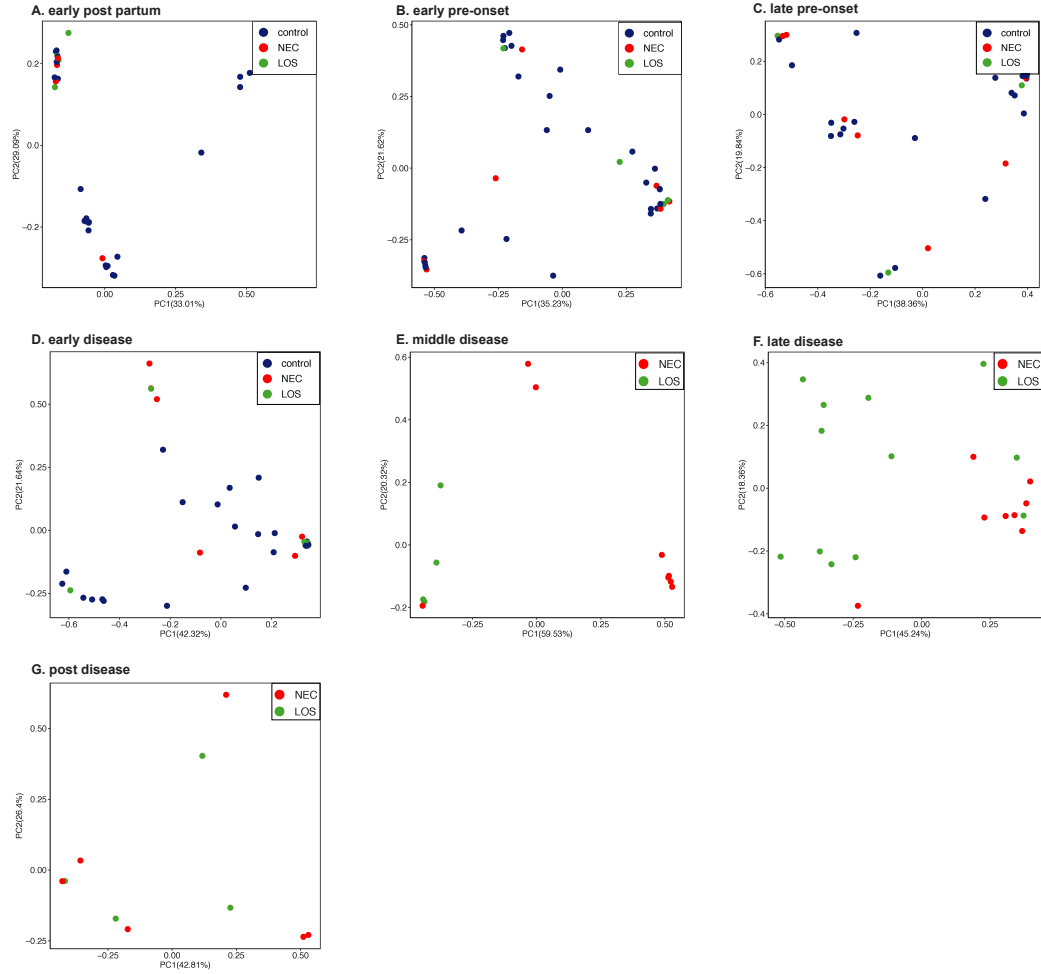 A. early post partum
control
NEC
LOS
0.2
0.0
−0.2
PC2(29.09%)
0.00
0.25
0.50
PC1(33.01%)
B. early pre-onset
control
NEC
LOS
0.50
0.25
0.00
−0.25
PC2(21.62%)
−0.50
−0.25
0.00
0.25
PC1(35.23%)
C. late pre-onset
control
NEC
LOS
0.2
0.0
−0.2
−0.4
−0.6
PC2(19.84%)
−0.6
−0.4
−0.2
0.0
0.2
0.4
PC1(38.36%)
D. early disease
control
NEC
LOS
0.50
0.25
0.00
−0.25
PC2(21.64%)
−0.6
−0.4
−0.2
0.0
0.2
PC1(42.32%)
E. middle disease
NEC
LOS
0.6
0.4
0.2
0.0
−0.2
PC2(20.32%)
−0.25
0.00
0.25
0.50
PC1(59.53%)
F. late disease
NEC
LOS
0.4
0.2
0.0
−0.2
−0.4
PC2(18.36%)
−0.50
−0.25
0.00
0.25
PC1(45.24%)
G. post disease
NEC
LOS
0.50
0.25
0.00
−0.25
PC2(26.4%)
−0.25
0.00
0.25
0.50
PC1(42.81%)